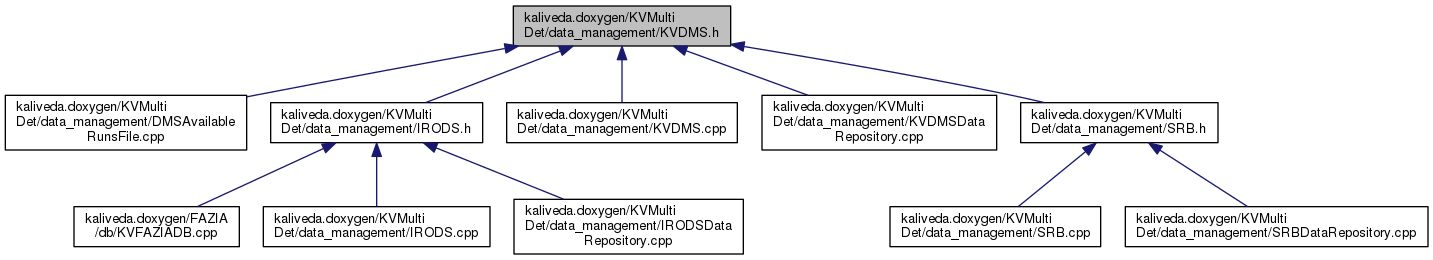 kaliveda.doxygen/KVMulti
Det/data_management/KVDMS.h
kaliveda.doxygen/KVMulti
Det/data_management/DMSAvailable
RunsFile.cpp
kaliveda.doxygen/KVMulti
Det/data_management/IRODS.h
kaliveda.doxygen/KVMulti
Det/data_management/KVDMS.cpp
kaliveda.doxygen/KVMulti
Det/data_management/KVDMSData
Repository.cpp
kaliveda.doxygen/KVMulti
Det/data_management/SRB.h
kaliveda.doxygen/FAZIA
/db/KVFAZIADB.cpp
kaliveda.doxygen/KVMulti
Det/data_management/IRODS.cpp
kaliveda.doxygen/KVMulti
Det/data_management/IRODSData
Repository.cpp
kaliveda.doxygen/KVMulti
Det/data_management/SRB.cpp
kaliveda.doxygen/KVMulti
Det/data_management/SRBDataRepository.cpp